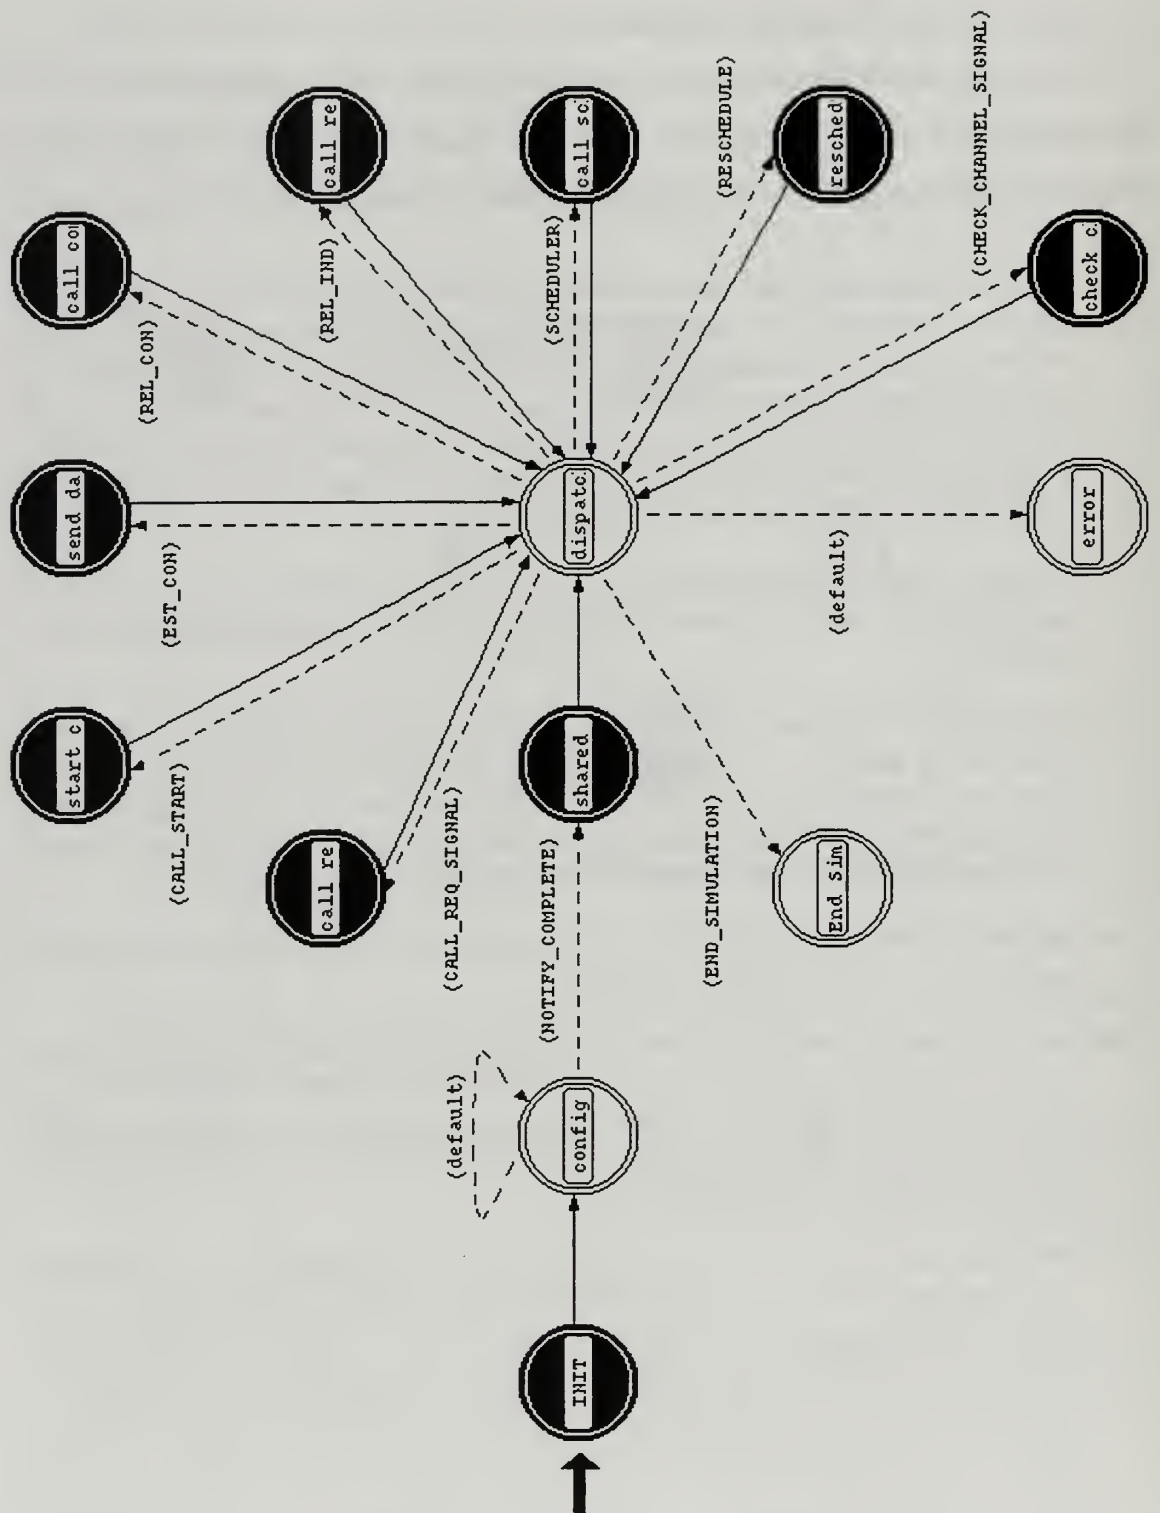 INIT
config
(default)
(NOTIFY_COMPLETE)
shared
dispatc
call re
(CALL_REQ_SIGNAL)
start c
(CALL_START)
send da
(EST_CON)
call con
(REL_CON)
call re
(REL_IND)
call sc
(SCHEDULER)
resched
(RESCHEDULE)
check c
(CHECK_CHANNEL_SIGNAL)
error
(default)
End Sim
(END_SIMULATION)